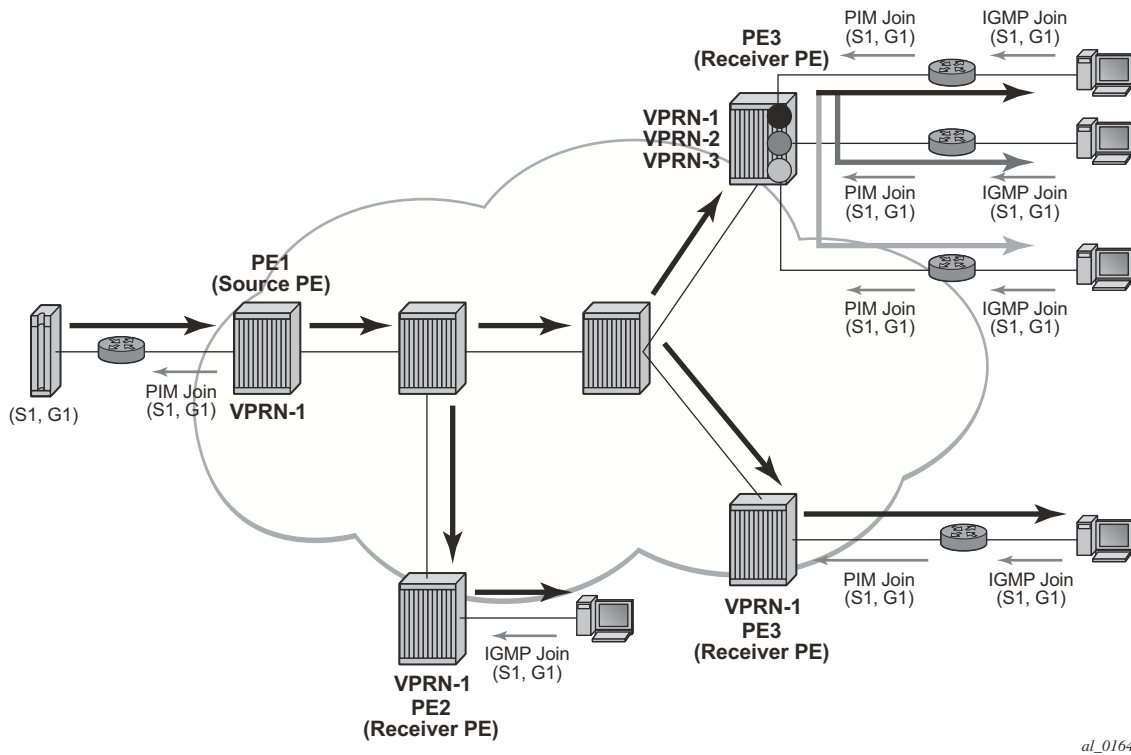 PIM Join
(S1, G1)
IGMP Join
(S1, G1)
PE3
(Receiver PE)
VPRN-1
VPRN-2
VPRN-3
PIM Join
(S1, G1)
IGMP Join
(S1, G1)
PIM Join
(S1, G1)
IGMP Join
(S1, G1)
PE1
(Source PE)
(S1, G1)
PIM Join
(S1, G1)
VPRN-1
PIM Join
(S1, G1)
IGMP Join
(S1, G1)
VPRN-1
PE3
(Receiver PE)
IGMP Join
(S1, G1)
VPRN-1
PE2
(Receiver PE)
al_0164